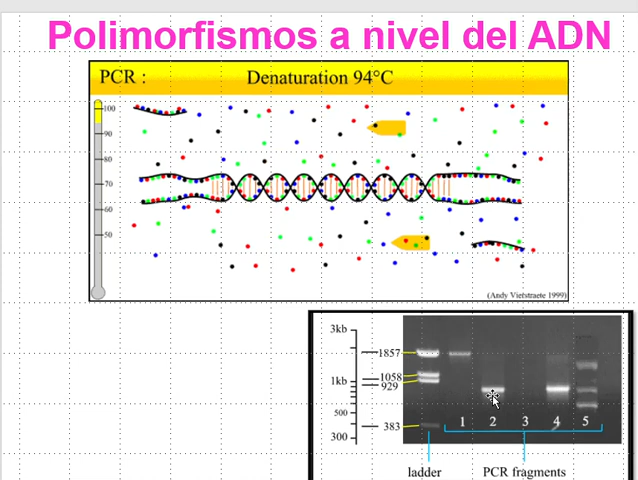 Polimorfismos a nivel del ADN
PCR : Denaturation 94°C
100
90
80
70
60
50
(Andy Vierstraete 1999)
3kb
1857
1058
1kb
929
500
383
300
1 2 3 4 5
ladder PCR fragments